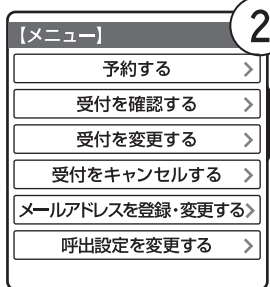 【メニュー】
2
予約する
受付を確認する
受付を変更する
受付をキャンセルする
メールアドレスを登録・変更する
呼出設定を変更する